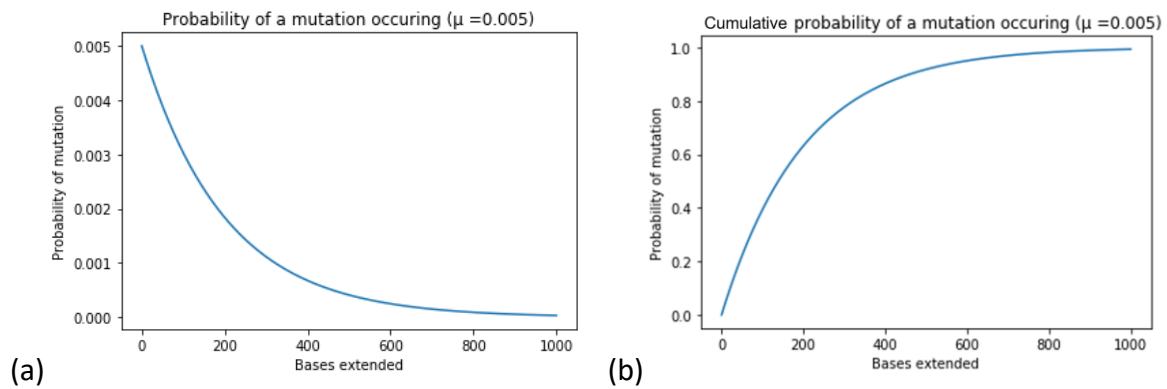 Probability of a mutation occuring (μ =0.005)
0.005
0.004
0.003
0.002
0.001
0.000
Probability of mutation
0 200 400 600 800 1000
Bases extended
(a)
Cumulative probability of a mutation occuring (μ =0.005)
1.0
0.8
0.6
0.4
0.2
0.0
Probability of mutation
0 200 400 600 800 1000
Bases extended
(b)